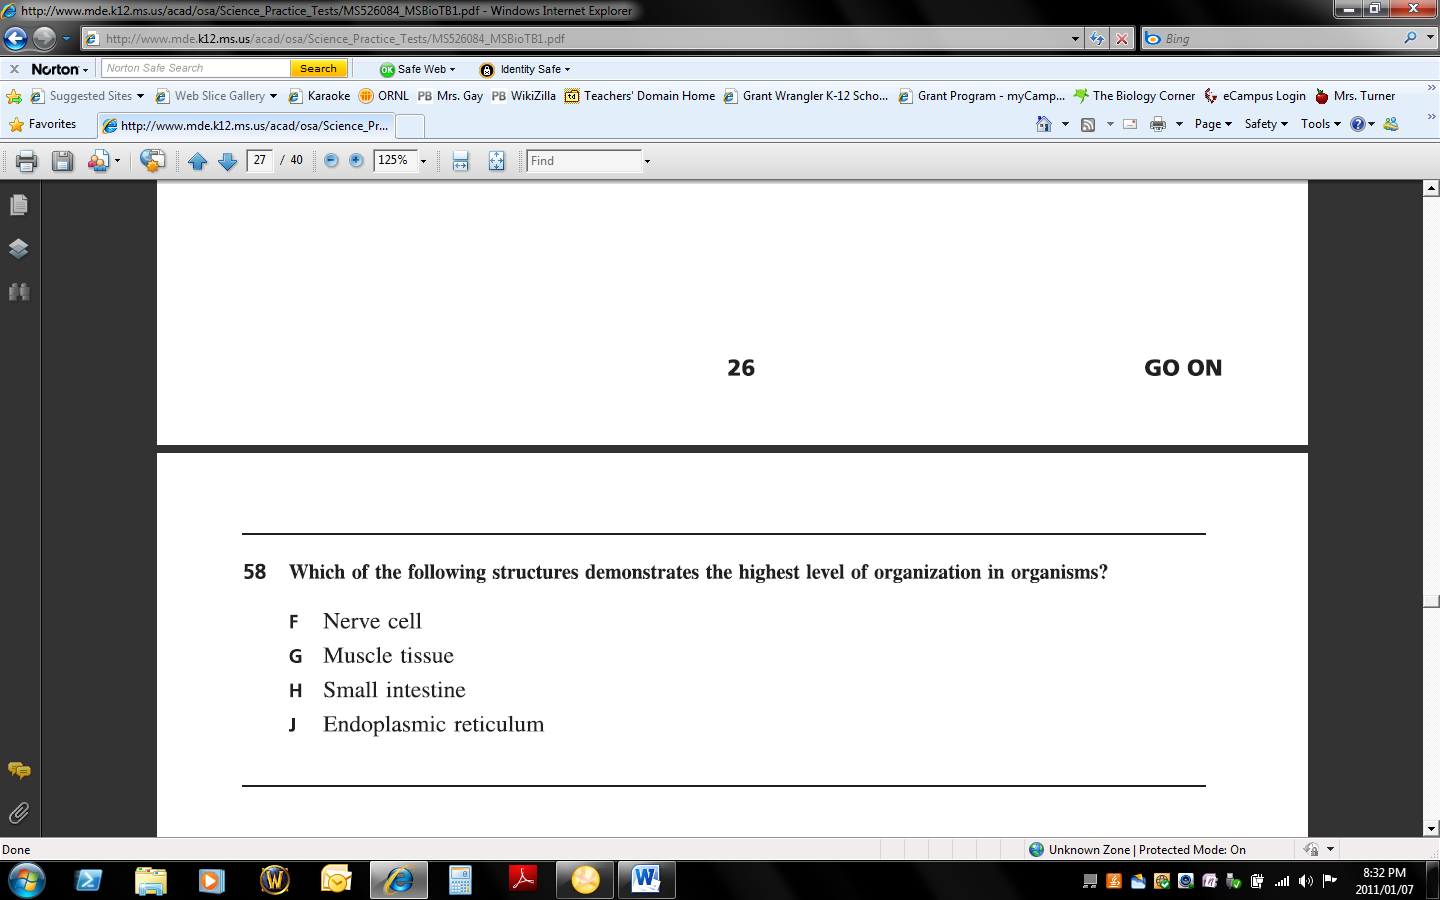 http://www.mde.k12.ms.us/acad/osa/Science_Practice_Tests/MS526084_MSBioTB1.pdf - Windows Internet Explorer
http://www.mde.k12.ms.us/acad/osa/Science_Practice_Tests/MS526084_MSBioTB1.pdf
Bing
x Norton Norton Safe Search Search OK Safe Web Identity Safe
Suggested Sites Web Slice Gallery Karaoke ORNL PB Mrs. Gay PB WikiZilla td Teachers' Domain Home Grant Wrangler K-12 Scho... Grant Program - myCamp... The Biology Corner eCampus Login Mrs. Turner
Favorites http://www.mde.k12.ms.us/acad/osa/Science_Pr... Page Safety Tools
27 / 40 125% Find
26 GO ON
58 Which of the following structures demonstrates the highest level of organization in organisms?
F Nerve cell
G Muscle tissue
H Small intestine
J Endoplasmic reticulum
Done Unknown Zone | Protected Mode: On
8:32 PM
2011/01/07